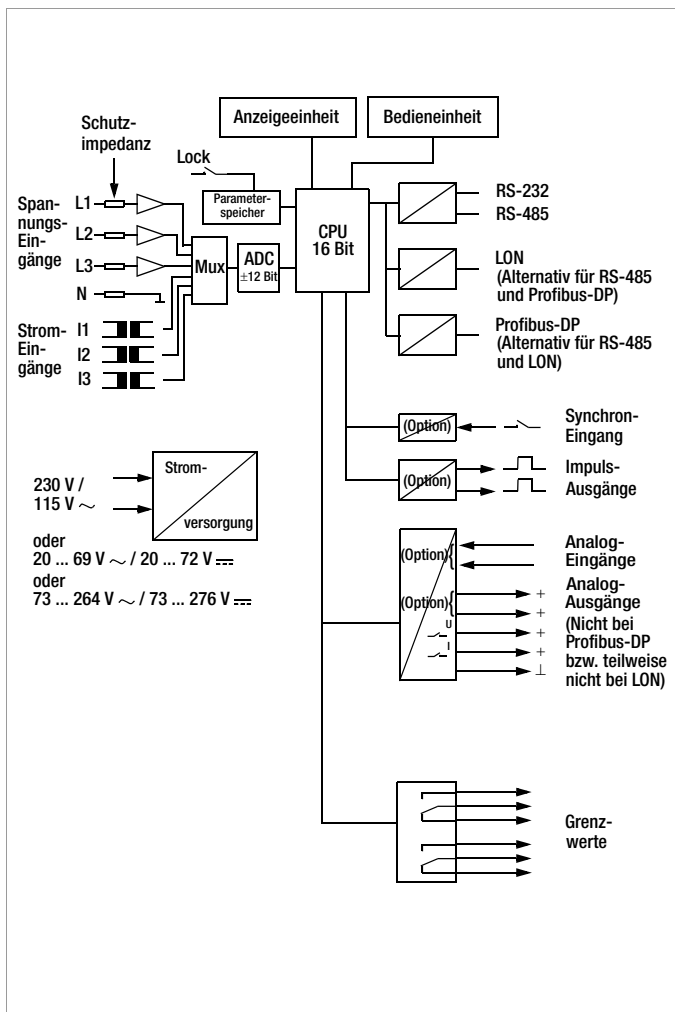 Anzeigeeinheit
Bedieneinheit
Schutz-
impedanz
Lock
Parameter-
speicher
CPU
16 Bit
RS-232
RS-485
Span-
nungs-
Ein-
gänge
L1
L2
L3
N
Mux
ADC
±12 Bit
LON
(Alternativ für RS-485
und Profibus-DP)
Strom-
Ein-
gänge
I1
I2
I3
Profibus-DP
(Alternativ für RS-485
und LON)
(Option)
Synchron-
Eingang
(Option)
Impuls-
Ausgänge
230 V /
115 V ~
Strom-
versorgung
oder
20 ... 69 V ~ / 20 ... 72 V ⎓
oder
73 ... 264 V ~ / 73 ... 276 V ⎓
(Option) {
Analog-
Eingänge
(Option) {
U
I
+
+
+
+
⊥
Analog-
Ausgänge
(Nicht bei
Profibus-DP
bzw. teilweise
nicht bei LON)
Grenz-
werte